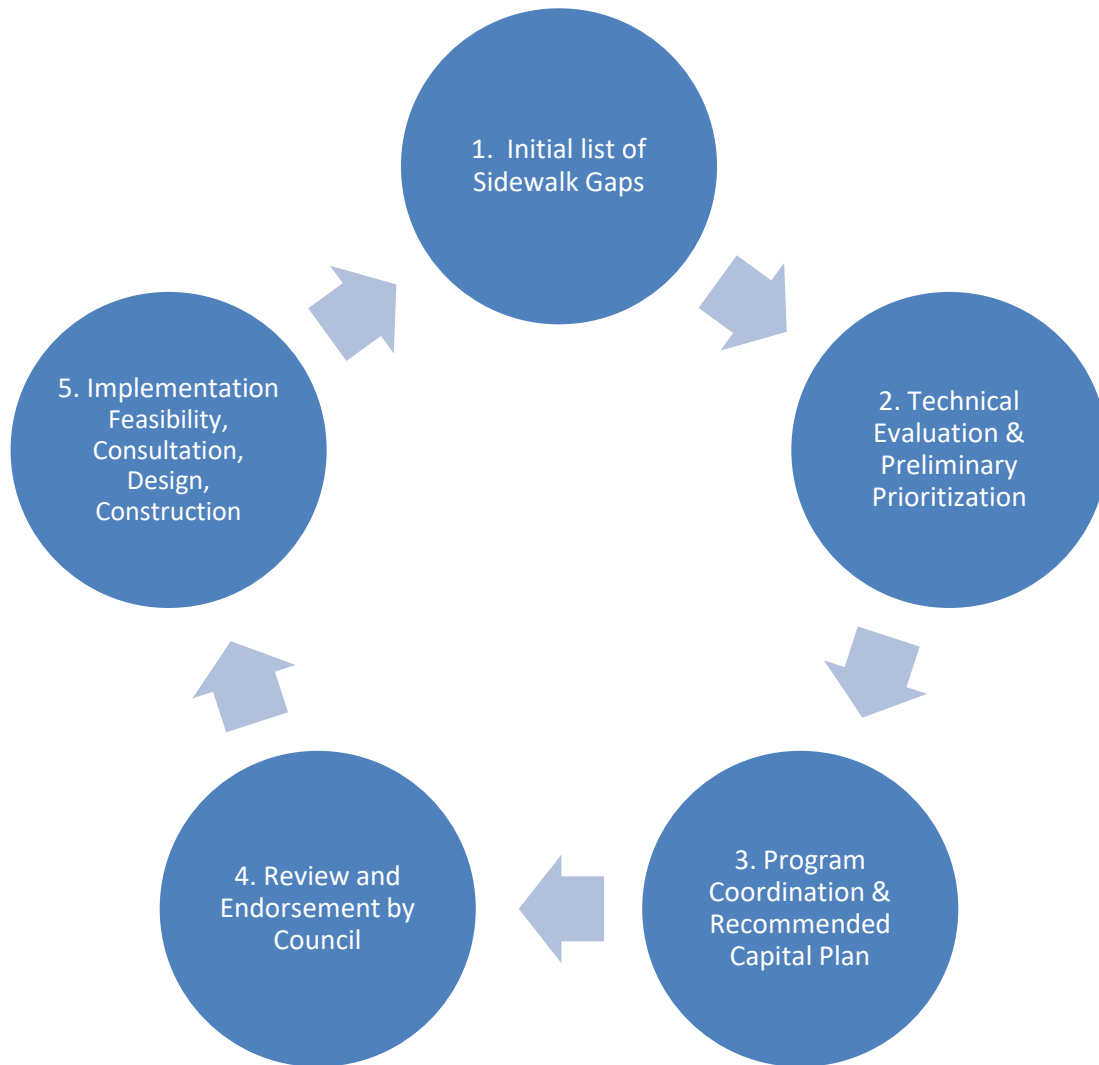 1. Initial list of
Sidewalk Gaps
2. Technical
Evaluation &
Preliminary
Prioritization
3. Program
Coordination &
Recommended
Capital Plan
4. Review and
Endorsement by
Council
5. Implementation
Feasibility,
Consultation,
Design,
Construction